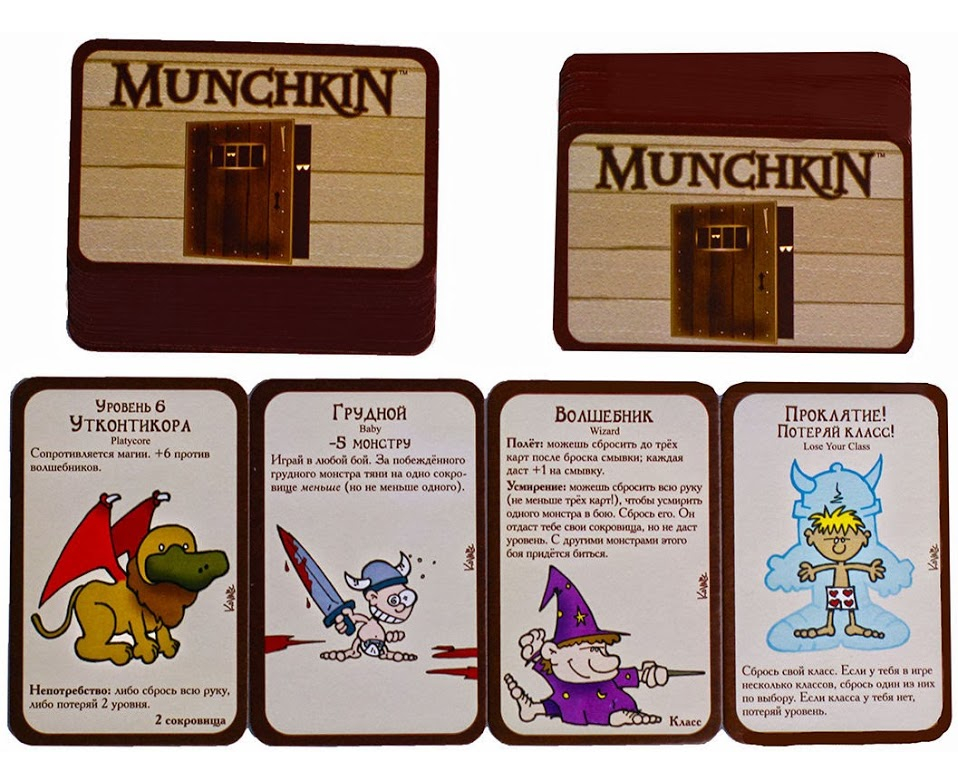 MUNCHKIN™
MUNCHKIN™
Уровень 6
Утконтикора
Platycore
Сопротивляется магии. +6 против
волшебников.
Непотребство: либо сбрось всю руку,
либо потеряй 2 уровня.
2 сокровища
Грудной
Baby
-5 монстру
Играй в любой бой. За побеждённого
грудного монстра тяни на одно сокро-
вище меньше (но не меньше одного).
Волшебник
Wizard
Полёт: можешь сбросить до трёх
карт после броска смывки; каждая
даст +1 на смывку.
Усмирение: можешь сбросить всю руку
(не меньше трёх карт!), чтобы усмирить
одного монстра в бою. Сбрось его. Он
отдаст тебе свои сокровища, но не даст
уровень. С другими монстрами этого
боя придётся биться.
Класс
Проклятие!
Потеряй класс!
Lose Your Class
Сбрось свой класс. Если у тебя в игре
несколько классов, сбрось один из них
по выбору. Если класса у тебя нет,
потеряй уровень.